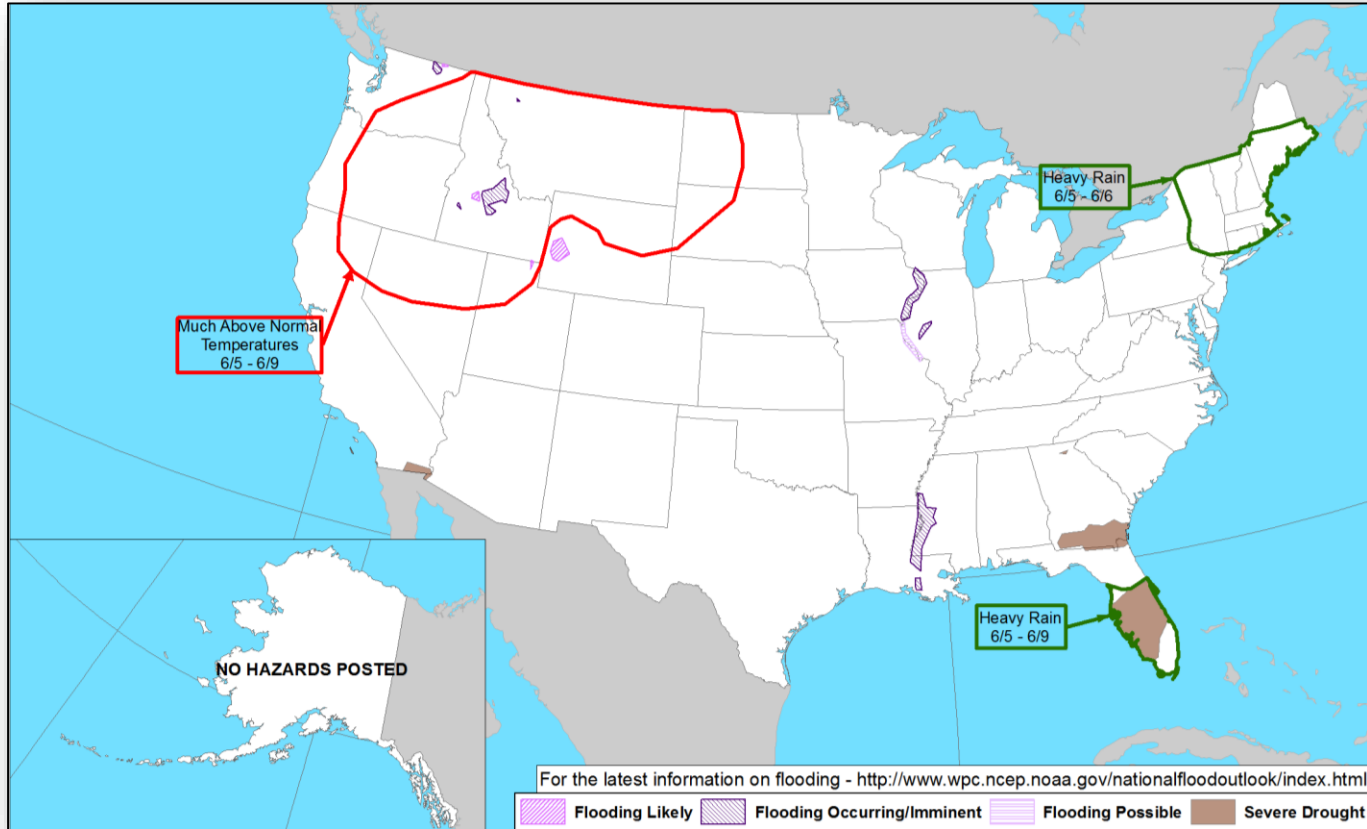 Heavy Rain
6/5 - 6/6
Much Above Normal
Temperatures
6/5 - 6/9
Heavy Rain
6/5 - 6/9
NO HAZARDS POSTED
For the latest information on flooding - http://www.wpc.ncep.noaa.gov/nationalfloodoutlook/index.html
Flooding Likely Flooding Occurring/Imminent Flooding Possible Severe Drought